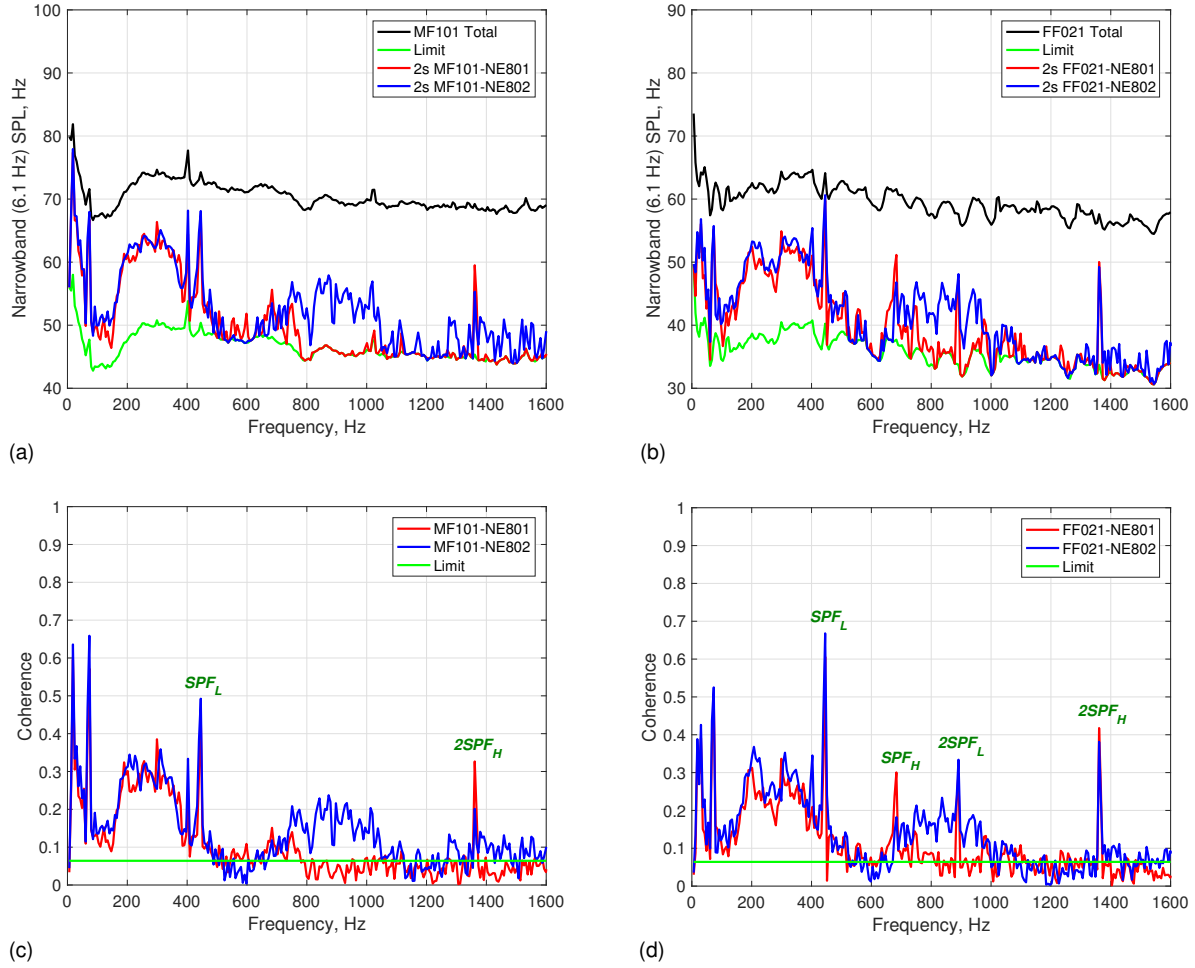 MF101 Total
Limit
2s MF101-NE801
2s MF101-NE802
Narrowband (6.1 Hz) SPL, Hz
100
90
80
70
60
50
40
0 200 400 600 800 1000 1200 1400 1600
Frequency, Hz
(a)
FF021 Total
Limit
2s FF021-NE801
2s FF021-NE802
Narrowband (6.1 Hz) SPL, Hz
90
80
70
60
50
40
30
0 200 400 600 800 1000 1200 1400 1600
Frequency, Hz
(b)
MF101-NE801
MF101-NE802
Limit
SPF_L
2SPF_H
Coherence
1
0.9
0.8
0.7
0.6
0.5
0.4
0.3
0.2
0.1
0
0 200 400 600 800 1000 1200 1400 1600
Frequency, Hz
(c)
FF021-NE801
FF021-NE802
Limit
SPF_L
SPF_H
2SPF_L
2SPF_H
Coherence
1
0.9
0.8
0.7
0.6
0.5
0.4
0.3
0.2
0.1
0
0 200 400 600 800 1000 1200 1400 1600
Frequency, Hz
(d)